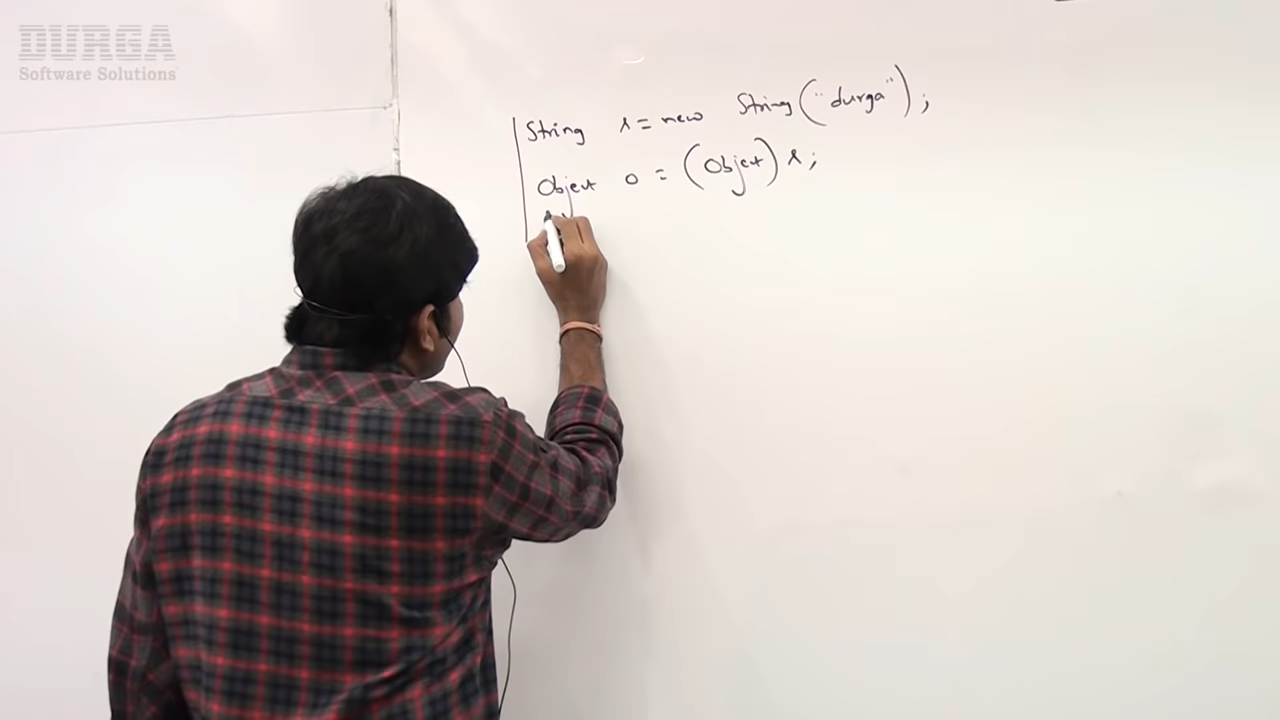 DURGA
Software Solutions
String s = new String("durga");
Object o = (Object) s;